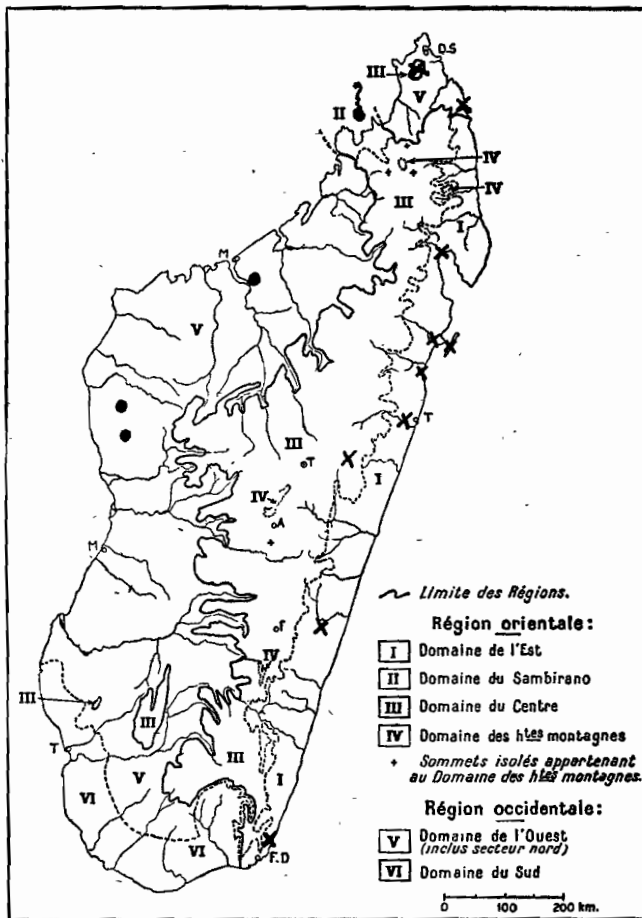 D.S
III
V
II
IV
IV
III
I
M
V
III
T
T
IV
I
A
M
F
IV
III
III
III
I
T
V
VI
VI
F.D
Limite des Régions.
Région orientale:
I Domaine de l'Est
II Domaine du Sambirano
III Domaine du Centre
IV Domaine des htes montagnes
+ Sommets isolés appartenant
au Domaine des htes montagnes.
Région occidentale:
V Domaine de l'Ouest
(inclus secteur nord)
VI Domaine du Sud
0 100 200 km.